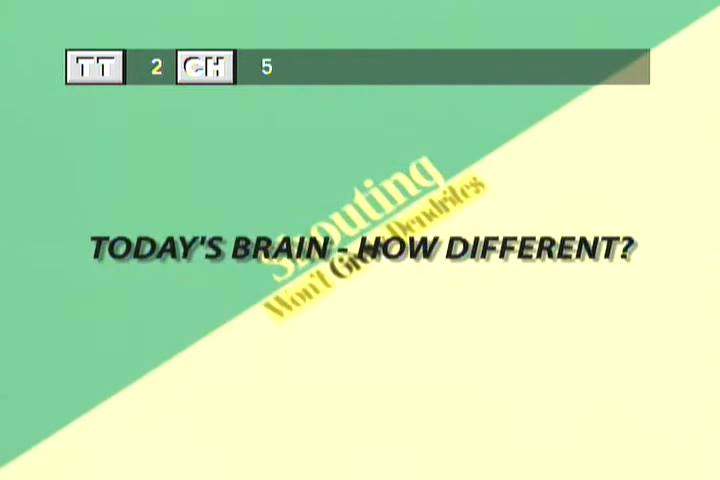 TT 2 CH 5
Shouting
Won't Grow Dendrites
TODAY'S BRAIN - HOW DIFFERENT?